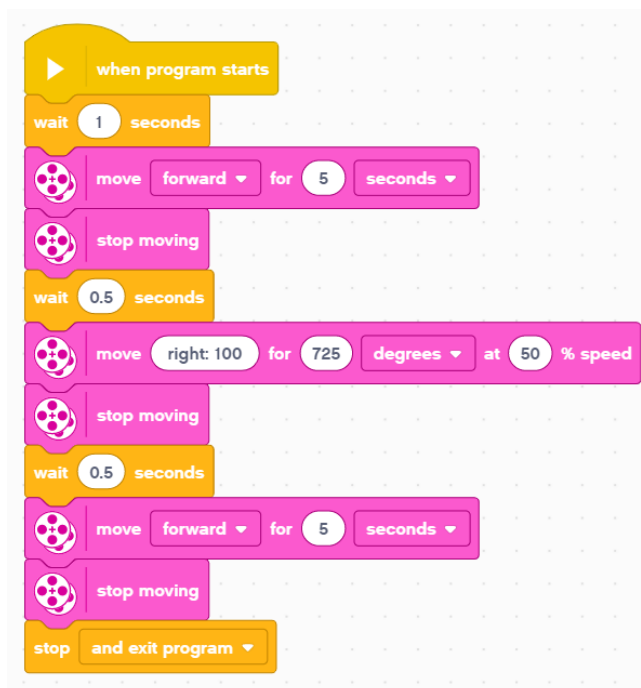 when program starts
wait 1 seconds
move forward for 5 seconds
stop moving
wait 0.5 seconds
move right: 100 for 725 degrees at 50 % speed
stop moving
wait 0.5 seconds
move forward for 5 seconds
stop moving
stop and exit program